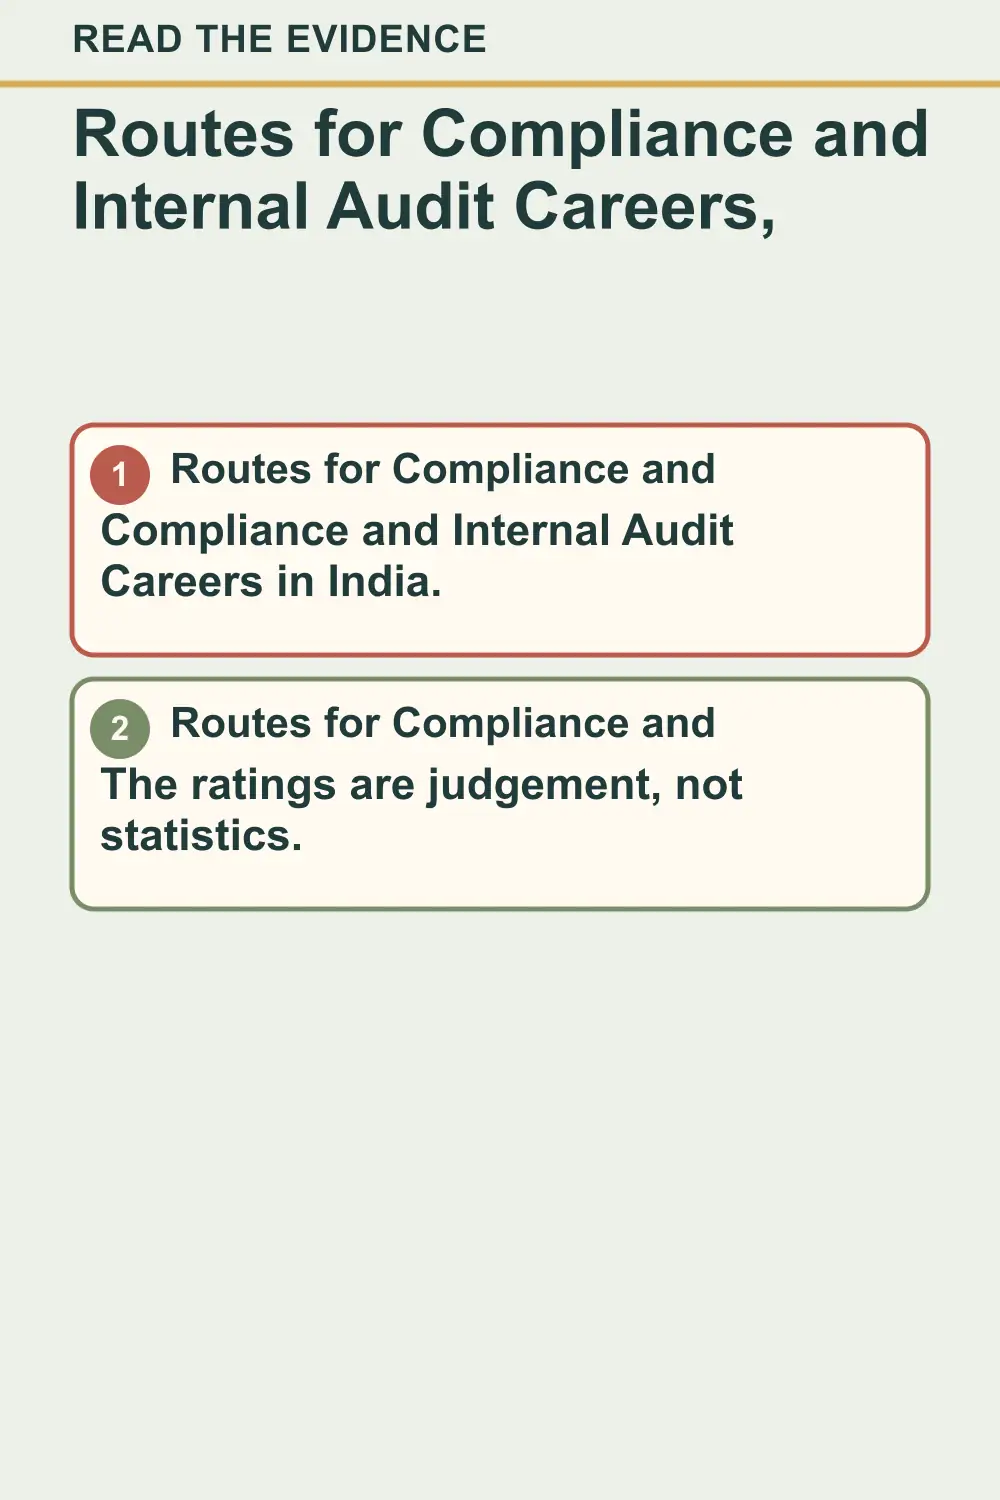 READ THE EVIDENCE
Routes for Compliance and
Internal Audit Careers,
1 Routes for Compliance and
Compliance and Internal Audit
Careers in India.
2 Routes for Compliance and
The ratings are judgement, not
statistics.